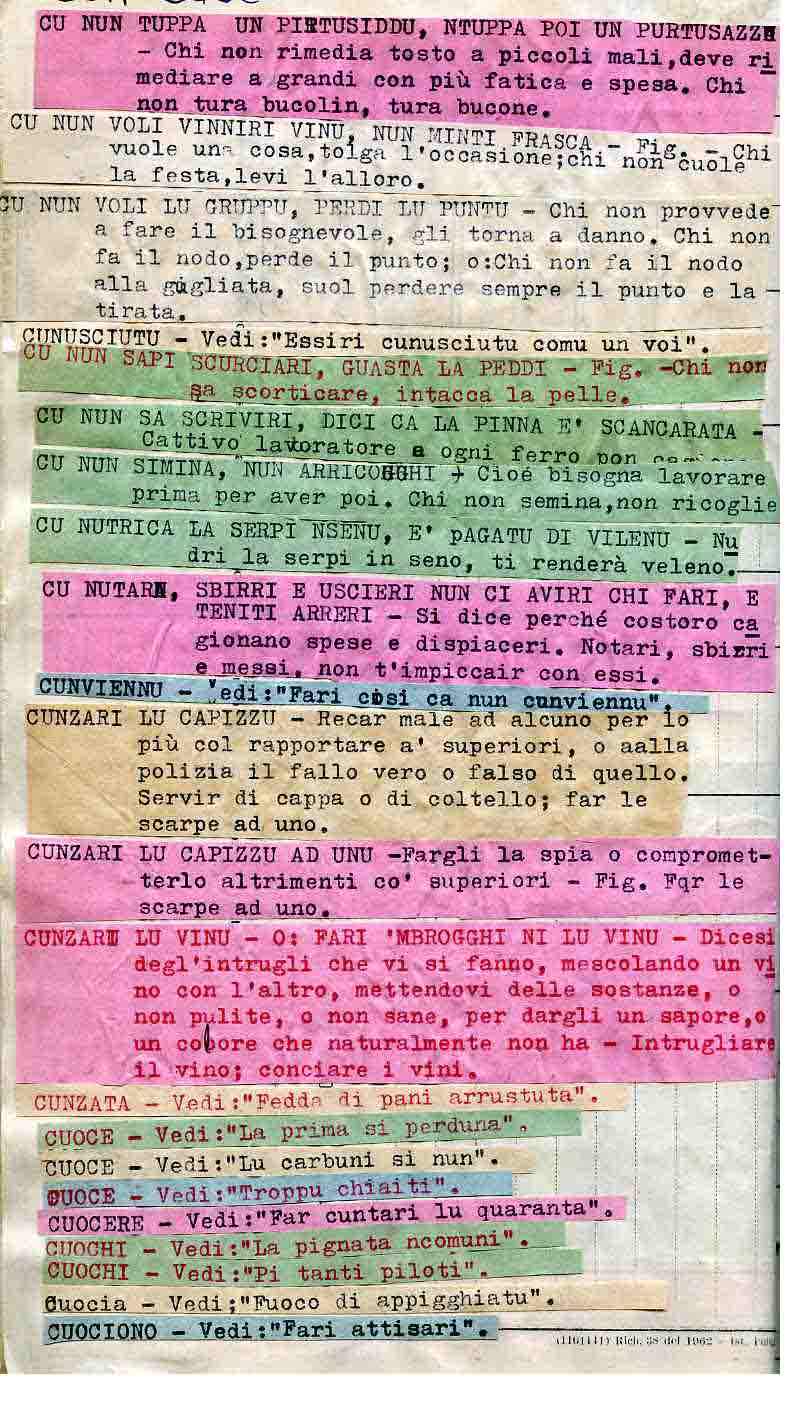 CU NUN TUPPA UN PIRTUSIDDU, NTUPPA POI UN PURTUSAZZU
- Chi non rimedia tosto a piccoli mali,deve ri
mediare a grandi con più fatica e spesa. Chi
non tura bucolin, tura bucone.
CU NUN VOLI VINNIRI VINU, NUN MINTI FRASCA - Fig. - Chi
vuole una cosa,tolga l'occasione;chi non cuole
la festa,levi l'alloro.
CU NUN VOLI LU GRUPPU, PERDI LU PUNTU - Chi non provvede
a fare il bisognevole, gli torna a danno. Chi non
fa il nodo,perde il punto; o:Chi non fa il nodo
alla gugliata, suol perdere sempre il punto e la
tirata.
CUNUSCIUTU - Vedi:"Essiri cunusciutu comu un voi".
CU NUN SAPI SCURCIARI, GUASTA LA PEDDI - Fig. -Chi non
sa scorticare, intacca la pelle.
CU NUN SA SCRIVIRI, DICI CA LA PINNA E' SCANCARATA -
Cattivo lavoratore a ogni ferro pon
CU NUN SIMINA, NUN ARRICOGGHI - Cioé bisogna lavorare
prima per aver poi. Chi non semina,non ricoglie
CU NUTRICA LA SERPI NSENU, E' pAGATU DI VILENU - Nu
dri la serpi in seno, ti renderà veleno.
CU NUTARI, SBIRRI E USCIERI NUN CI AVIRI CHI FARI, E
TENITI ARRERI - Si dice perché costoro ca
gionano spese e dispiaceri. Notari, sbirri
e messi, non t'impiccair con essi.
CUNVIENNU - Vedi:"Fari cosi ca nun cunviennu".
CUNZARI LU CAPIZZU - Recar male ad alcuno per lo
più col rapportare a' superiori, o aalla
polizia il fallo vero o falso di quello.
Servir di cappa o di coltello; far le
scarpe ad uno.
CUNZARI LU CAPIZZU AD UNU -Fargli la spia o compromet-
terlo altrimenti co' superiori - Fig. Fqr le
scarpe ad uno.
CUNZARI LU VINU - O: FARI 'MBROGGHI NI LU VINU - Dicesi
degl'intrugli che vi si fanno, mescolando un vi
no con l'altro, mettendovi delle sostanze, o
non pulite, o non sane, per dargli un sapore,o
un colore che naturalmente non ha - Intrugliare
il vino; conciare i vini.
CUNZATA - Vedi:"Fedda di pani arrustuta".
CUOCE - Vedi:"La prima si perduna".
CUOCE - Vedi:"Lu carbuni si nun".
CUOCE - Vedi:"Troppu chiaiti".
CUOCERE - Vedi:"Far cuntari lu quaranta".
CUOCHI - Vedi:"La pignata ncomuni".
CUOCHI - Vedi:"Pi tanti piloti".
Cuocia - Vedi;"Fuoco di appigghiatu".
CUOCIONO - Vedi:"Fari attisari".
(1161141) Rich. 38 del 1962 - Ist. Poligr